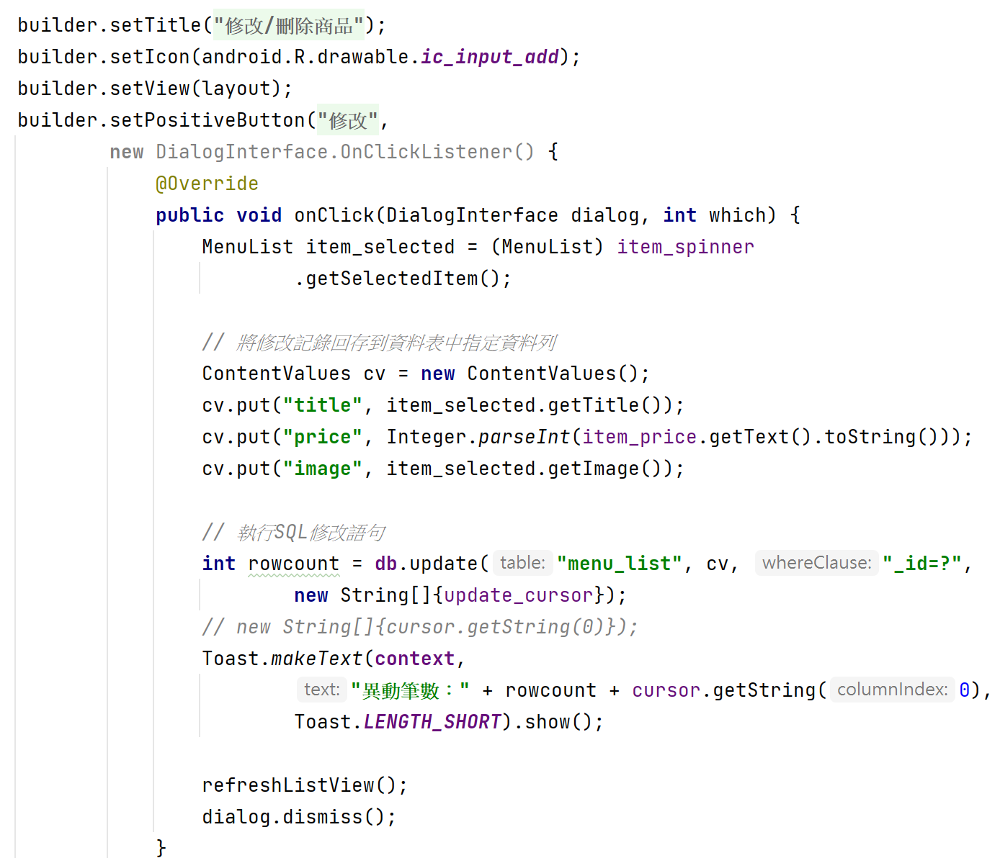 builder.setTitle("修改/刪除商品");
builder.setIcon(android.R.drawable.ic_input_add);
builder.setView(layout);
builder.setPositiveButton("修改",
new DialogInterface.OnClickListener() {
@Override
public void onClick(DialogInterface dialog, int which) {
MenuList item_selected = (MenuList) item_spinner
.getSelectedItem();
// 將修改記錄回存到資料表中指定資料列
ContentValues cv = new ContentValues();
cv.put("title", item_selected.getTitle());
cv.put("price", Integer.parseInt(item_price.getText().toString()));
cv.put("image", item_selected.getImage());
// 執行SQL修改語句
int rowcount = db.update( table: "menu_list", cv, whereClause: "_id=?",
new String[]{update_cursor});
// new String[]{cursor.getString(0)});
Toast.makeText(context,
text: "異動筆數：" + rowcount + cursor.getString( columnIndex: 0),
Toast.LENGTH_SHORT).show();
refreshListView();
dialog.dismiss();
}